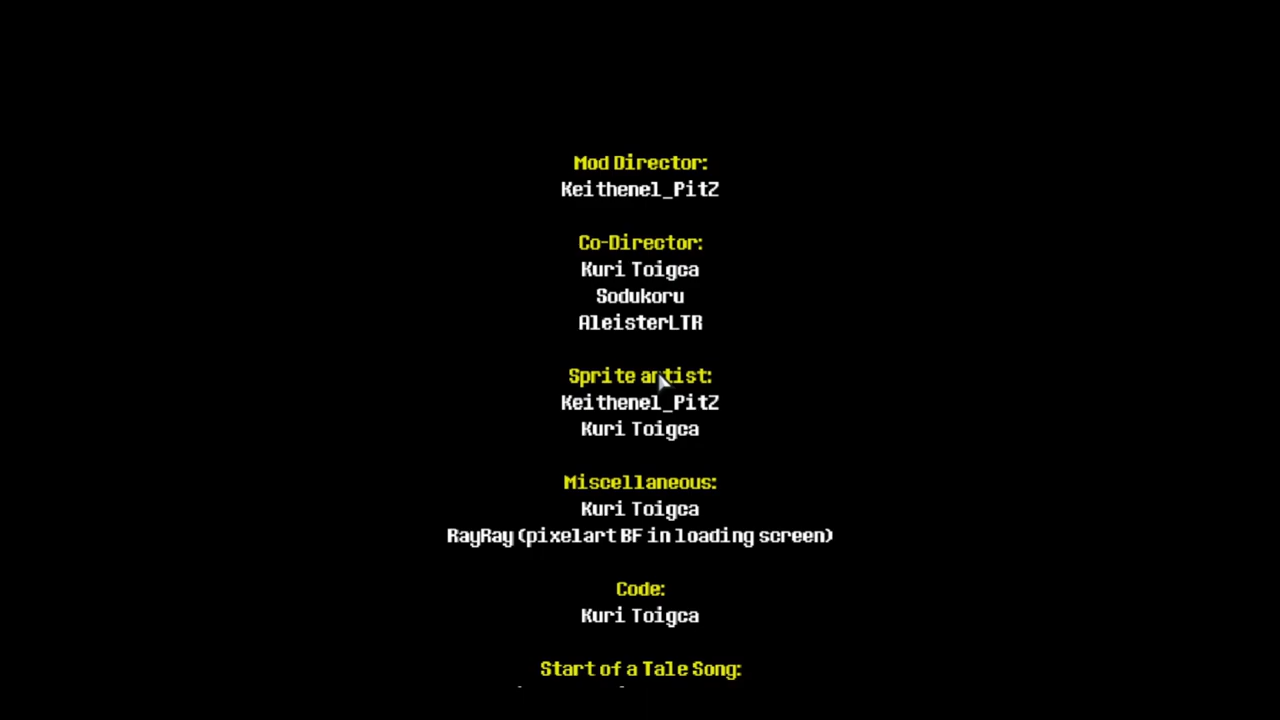 Mod Director:
Keithenel_PitZ
Co-Director:
Kuri Toigca
Sodukoru
AleisterLTR
Sprite artist:
Keithenel_PitZ
Kuri Toigca
Miscellaneous:
Kuri Toigca
RayRay (pixelart BF in loading screen)
Code:
Kuri Toigca
Start of a Tale Song: